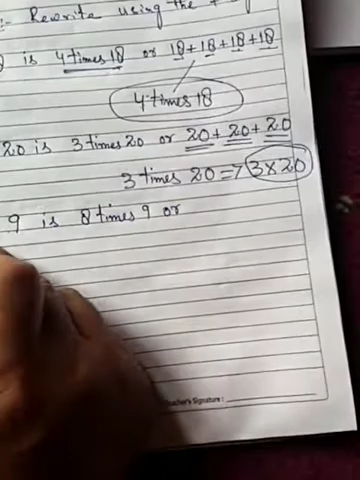 :- Rewrite using the +
is 4 times 18 or 18+18+18+18
4 times 18
20 is 3 times 20 or 20+20+20
3 times 20 => 3×20
9 is 8 times 9 or
Teacher's Signature :